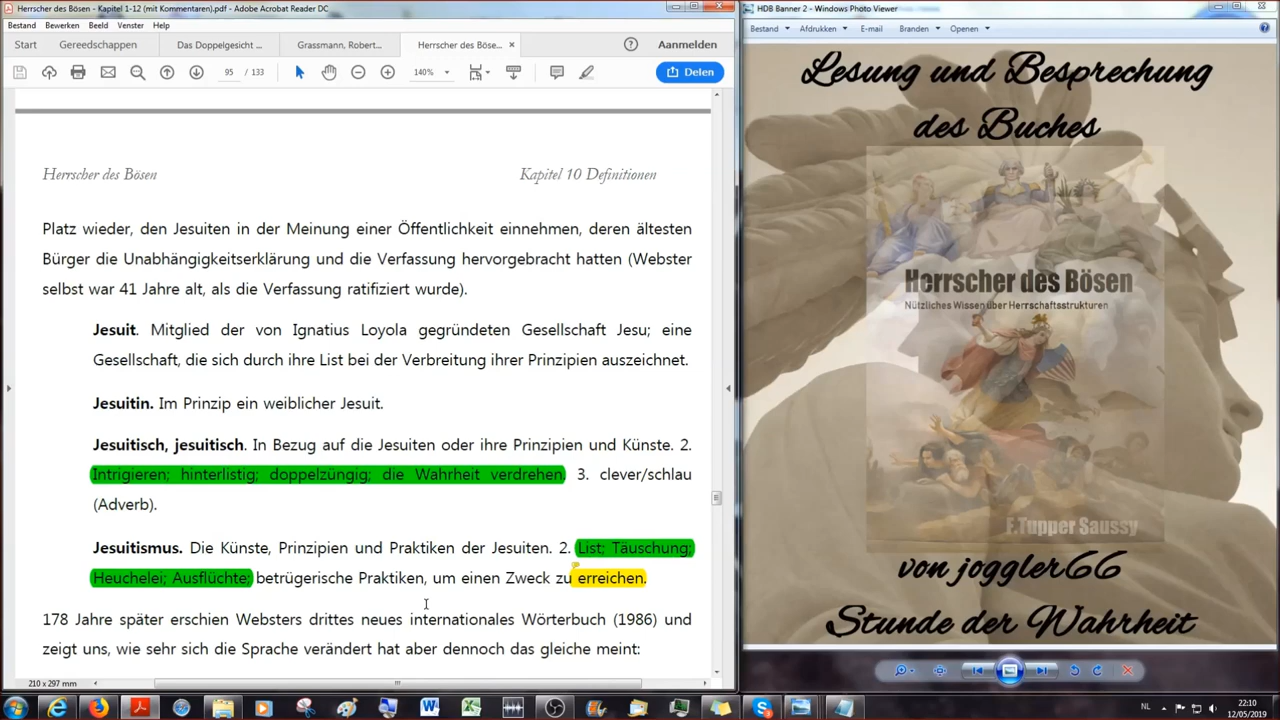 Herrscher des Bösen - Kapitel 1-12 (mit Kommentaren).pdf - Adobe Acrobat Reader DC
Bestand Bewerken Beeld Venster Help
Start Gereedschappen Das Doppelgesicht ... Grassmann, Robert... Herrscher des Böse... × Anmelden
95 / 133 140% Delen
Herrscher des Bösen Kapitel 10 Definitionen
Platz wieder, den Jesuiten in der Meinung einer Öffentlichkeit einnehmen, deren ältesten
Bürger die Unabhängigkeitserklärung und die Verfassung hervorgebracht hatten (Webster
selbst war 41 Jahre alt, als die Verfassung ratifiziert wurde).
Jesuit. Mitglied der von Ignatius Loyola gegründeten Gesellschaft Jesu; eine
Gesellschaft, die sich durch ihre List bei der Verbreitung ihrer Prinzipien auszeichnet.
Jesuitin. Im Prinzip ein weiblicher Jesuit.
Jesuitisch, jesuitisch. In Bezug auf die Jesuiten oder ihre Prinzipien und Künste. 2.
Intrigieren; hinterlistig; doppelzüngig; die Wahrheit verdrehen. 3. clever/schlau
(Adverb).
Jesuitismus. Die Künste, Prinzipien und Praktiken der Jesuiten. 2. List; Täuschung;
Heuchelei; Ausflüchte; betrügerische Praktiken, um einen Zweck zu erreichen.
178 Jahre später erschien Websters drittes neues internationales Wörterbuch (1986) und
zeigt uns, wie sehr sich die Sprache verändert hat aber dennoch das gleiche meint:
210 x 297 mm
HDB Banner 2 - Windows Photo Viewer
Bestand Afdrukken E-mail Branden Openen
Lesung und Besprechung
des Buches
Herrscher des Bösen
Nützliches Wissen über Herrschaftsstrukturen
F.Tupper Saussy
von joggler66
Stunde der Wahrheit
NL 22:10
12/05/2019